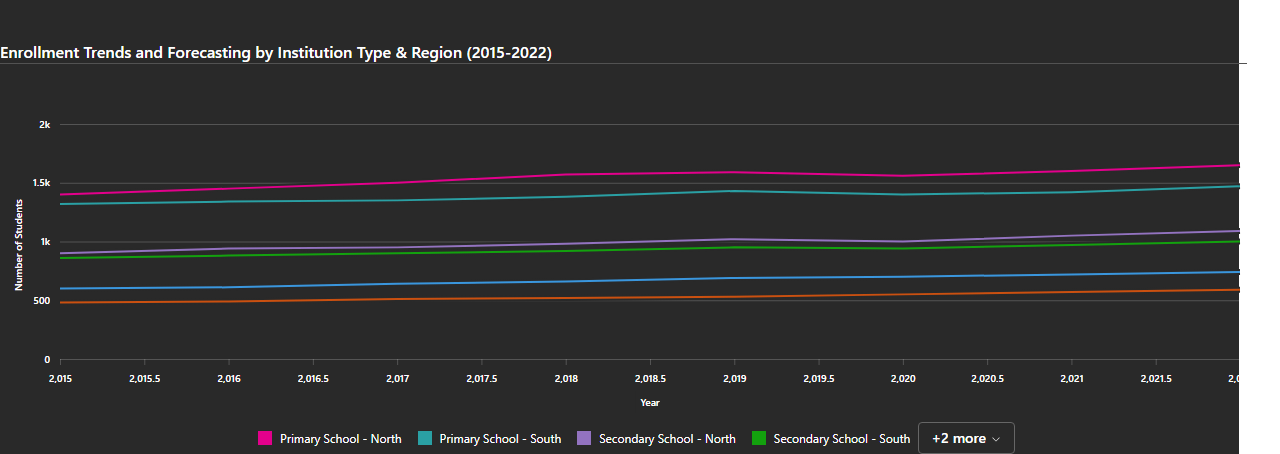 Enrollment Trends and Forecasting by Institution Type & Region (2015-2022)
2k
1.5k
1k
500
0
Number of Students
2,015 2,015.5 2,016 2,016.5 2,017 2,017.5 2,018 2,018.5 2,019 2,019.5 2,020 2,020.5 2,021 2,021.5
Year
Primary School - North Primary School - South Secondary School - North Secondary School - South +2 more